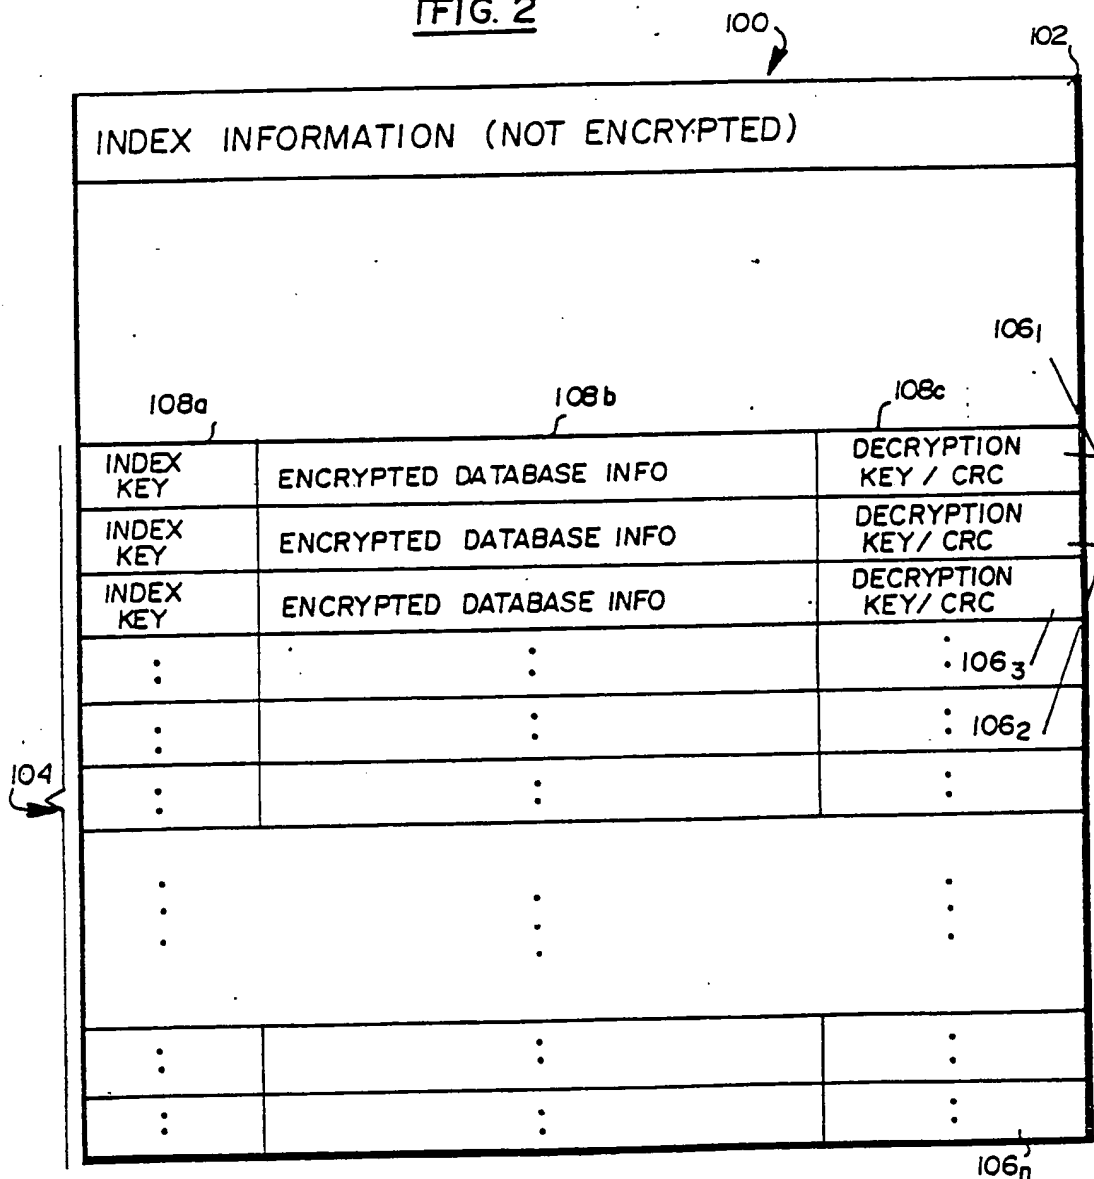 FIG. 2
100
102
INDEX INFORMATION (NOT ENCRYPTED)
106₁
108a
108b
108c
INDEX KEY
ENCRYPTED DATABASE INFO
DECRYPTION KEY / CRC
INDEX KEY
ENCRYPTED DATABASE INFO
DECRYPTION KEY/ CRC
INDEX KEY
ENCRYPTED DATABASE INFO
DECRYPTION KEY/ CRC
106₃
106₂
104
106n